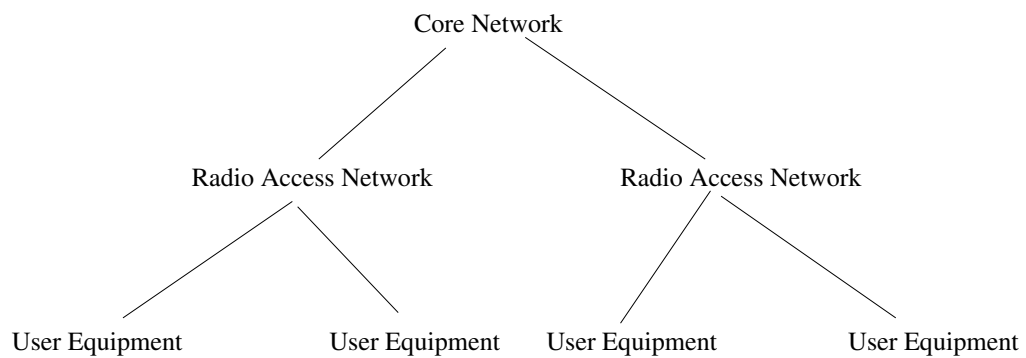 Core Network
Radio Access Network
Radio Access Network
User Equipment
User Equipment
User Equipment
User Equipment